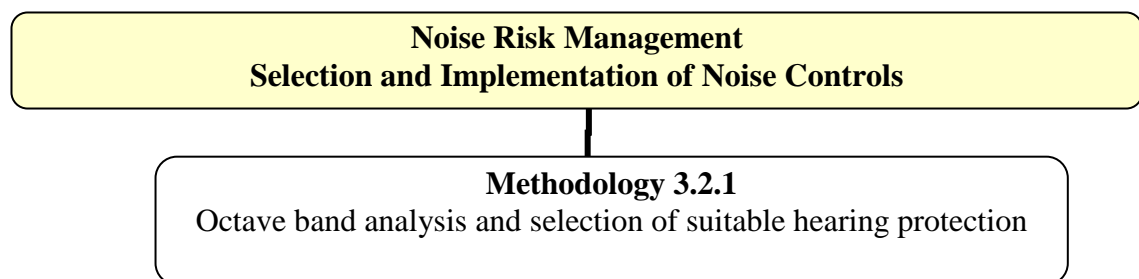 Noise Risk Management
Selection and Implementation of Noise Controls
Methodology 3.2.1
Octave band analysis and selection of suitable hearing protection